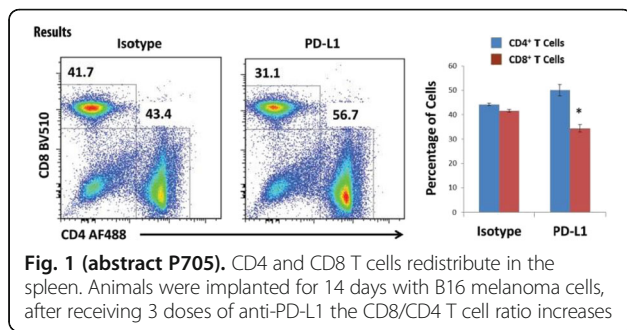 Results
Isotype
PD-L1
41.7
43.4
31.1
56.7
CD8 BV510
CD4 AF488
CD4+ T Cells
CD8+ T Cells
Percentage of Cells
60
50
40
30
20
10
0
*
Isotype
PD-L1
Fig. 1 (abstract P705). CD4 and CD8 T cells redistribute in the
spleen. Animals were implanted for 14 days with B16 melanoma cells,
after receiving 3 doses of anti-PD-L1 the CD8/CD4 T cell ratio increases